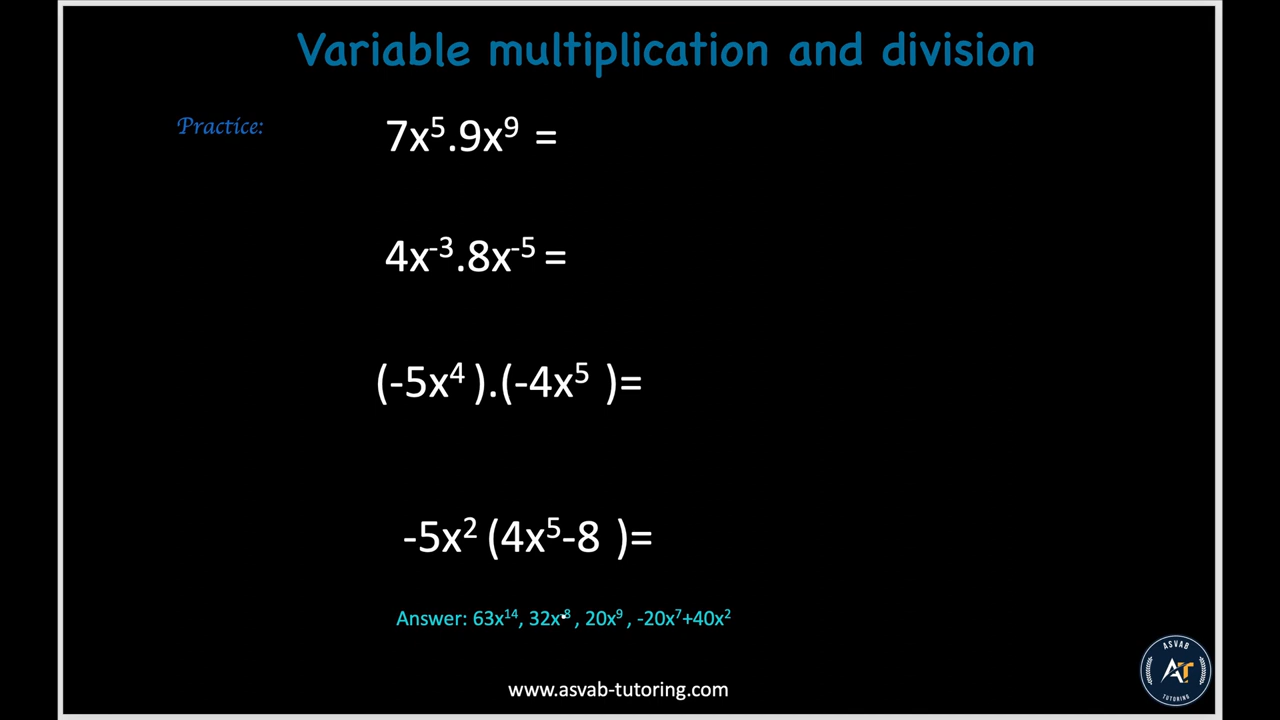 Variable multiplication and division
Practice:
7x⁵.9x⁹ =
4x⁻³.8x⁻⁵ =
(-5x⁴ ).(-4x⁵ )=
-5x² (4x⁵-8 )=
Answer: 63x¹⁴, 32x⁻⁸ , 20x⁹ , -20x⁷+40x²
www.asvab-tutoring.com
ASVAB
AT
TUTORING